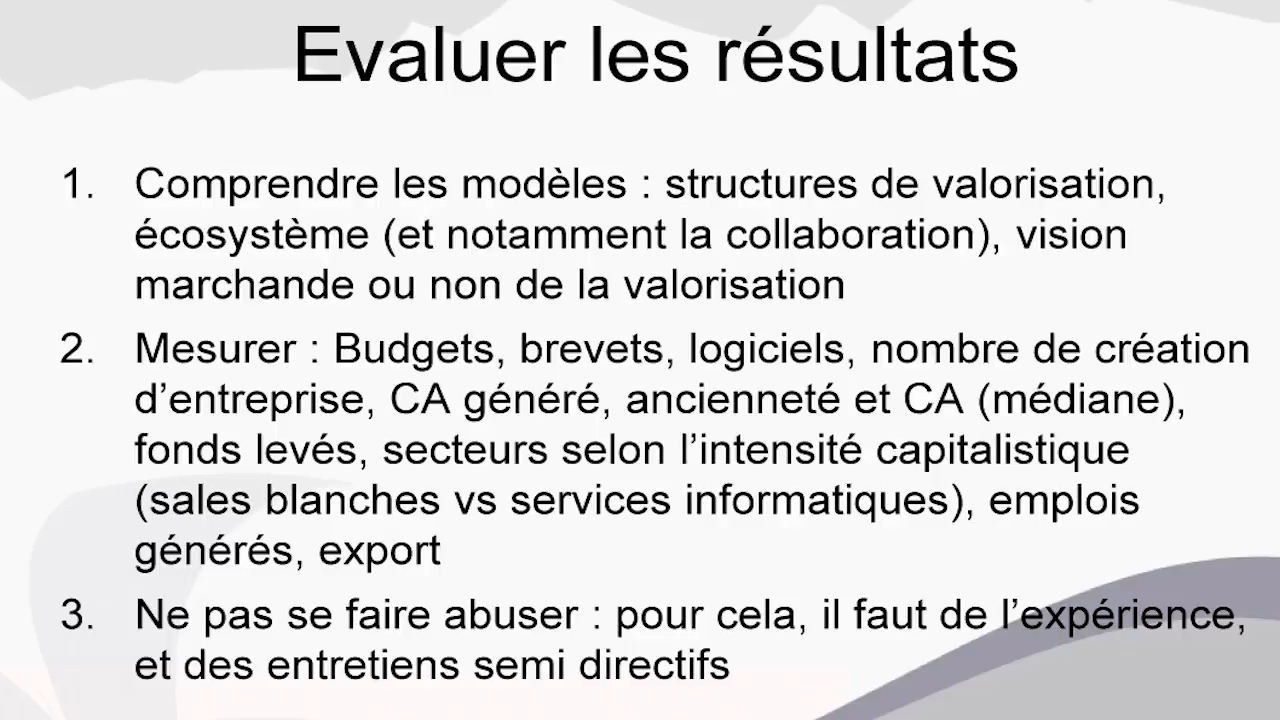 Evaluer les résultats
1. Comprendre les modèles : structures de valorisation,
écosystème (et notamment la collaboration), vision
marchande ou non de la valorisation
2. Mesurer : Budgets, brevets, logiciels, nombre de création
d’entreprise, CA généré, ancienneté et CA (médiane),
fonds levés, secteurs selon l’intensité capitalistique
(sales blanches vs services informatiques), emplois
générés, export
3. Ne pas se faire abuser : pour cela, il faut de l’expérience,
et des entretiens semi directifs